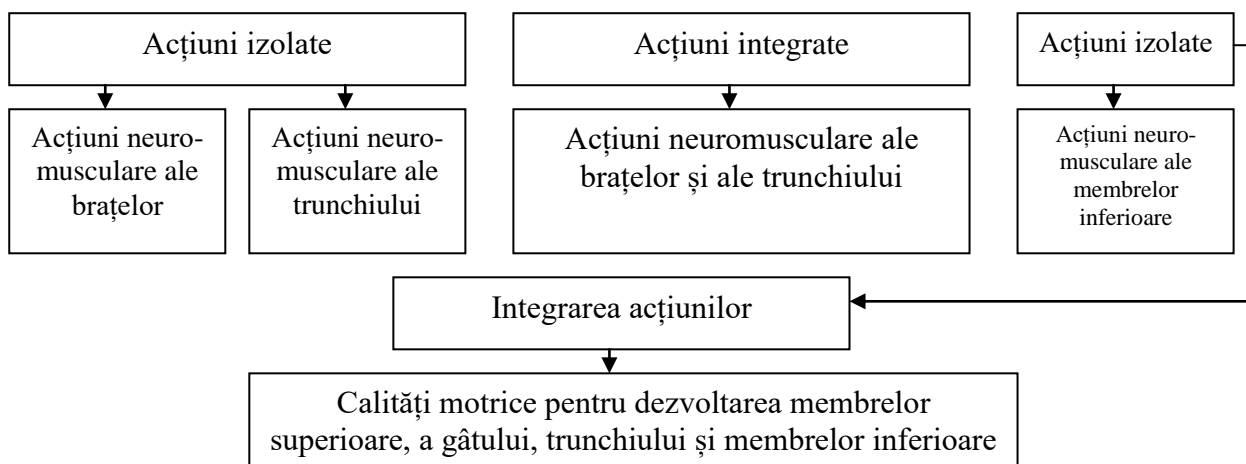 Acțiuni izolate
Acțiuni integrate
Acțiuni izolate
Acțiuni neuro-
musculare ale
brațelor
Acțiuni neuro-
musculare ale
trunchiului
Acțiuni neuromusculare ale
brațelor și ale trunchiului
Acțiuni neuro-
musculare ale
membrelor
inferioare
Integrarea acțiunilor
Calități motrice pentru dezvoltarea membrelor
superioare, a gâtului, trunchiului și membrelor inferioare